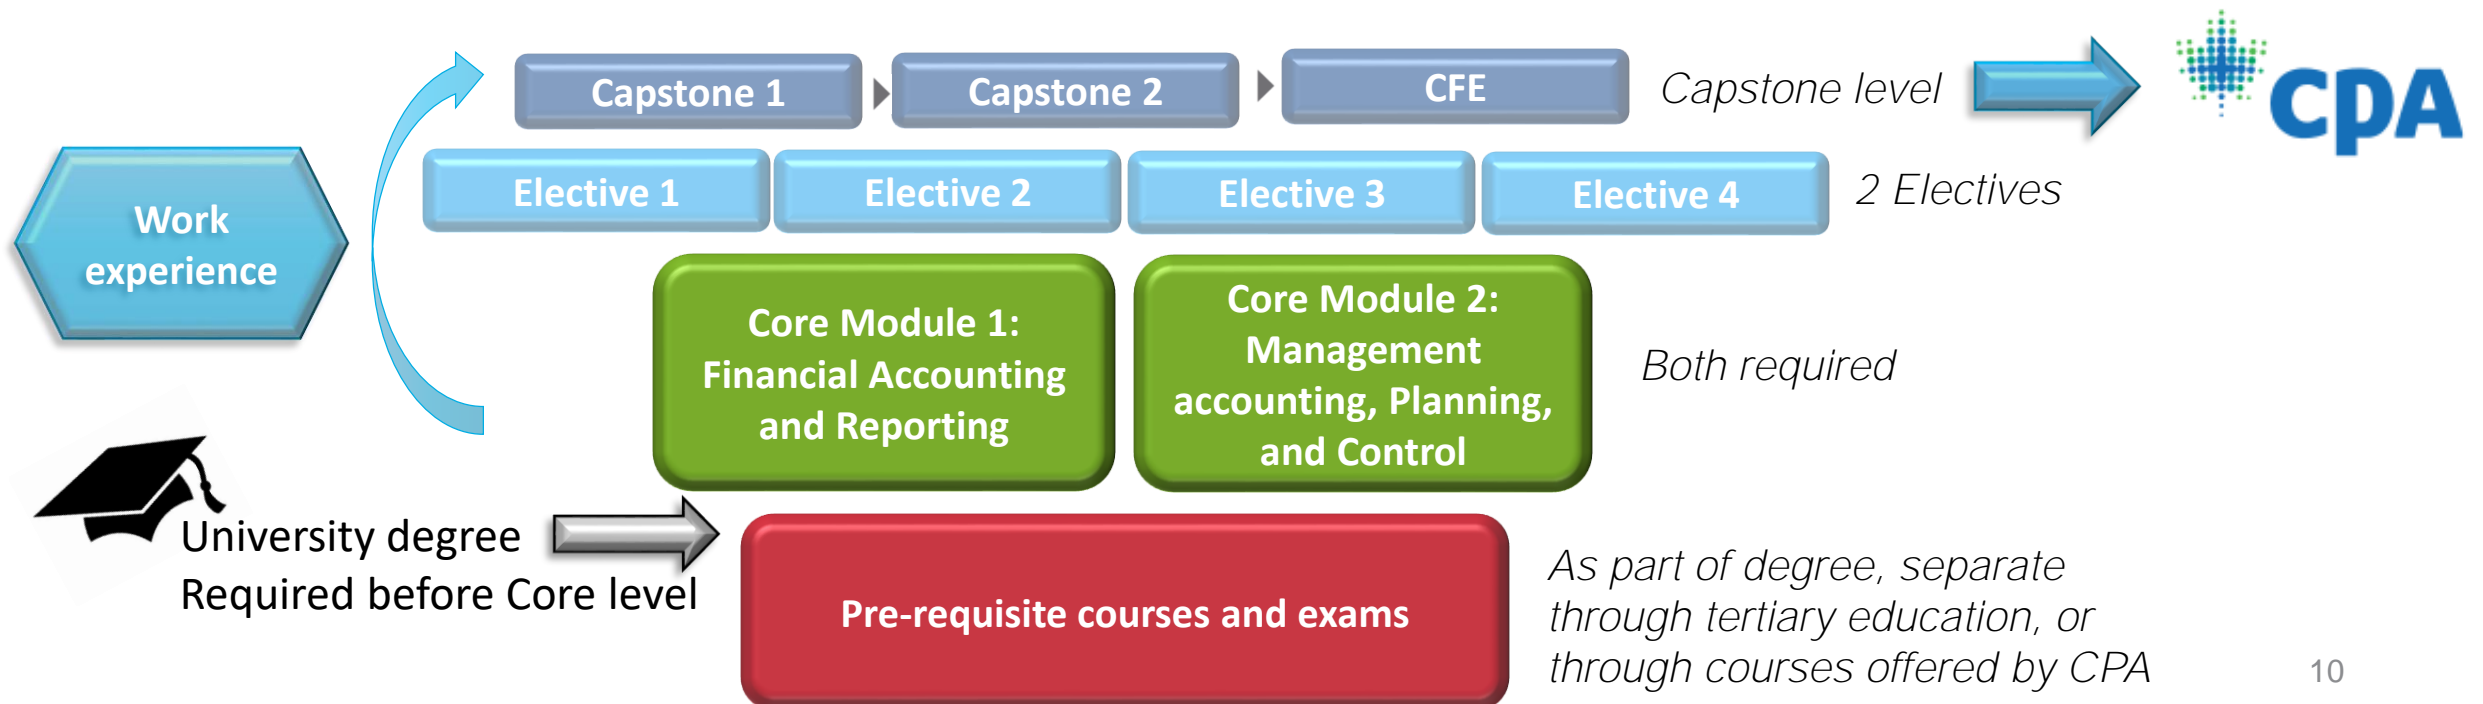 Capstone 1
Capstone 2
CFE
Capstone level
cpa
Elective 1
Elective 2
Elective 3
Elective 4
2 Electives
Work
experience
Core Module 1:
Financial Accounting
and Reporting
Core Module 2:
Management
accounting, Planning,
and Control
Both required
University degree
Required before Core level
Pre-requisite courses and exams
As part of degree, separate
through tertiary education, or
through courses offered by CPA
10